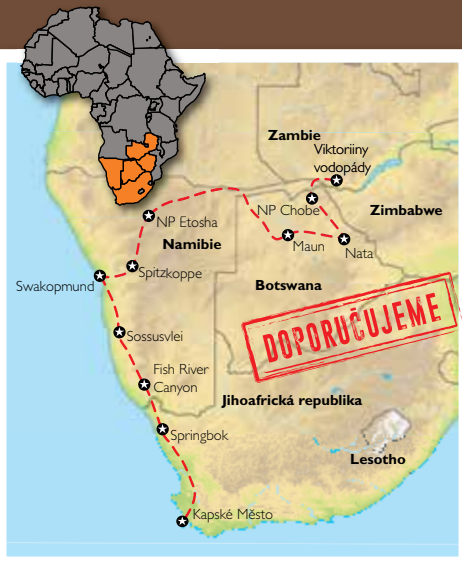 Zambie
Viktoriiny
vodopády
NP Chobe
Zimbabwe
NP Etosha
Namibie
Maun
Nata
Spitzkoppe
Swakopmund
Botswana
DOPORUČUJEME
Sossusvlei
Fish River
Canyon
Jihoafrická republika
Springbok
Lesotho
Kapské Město